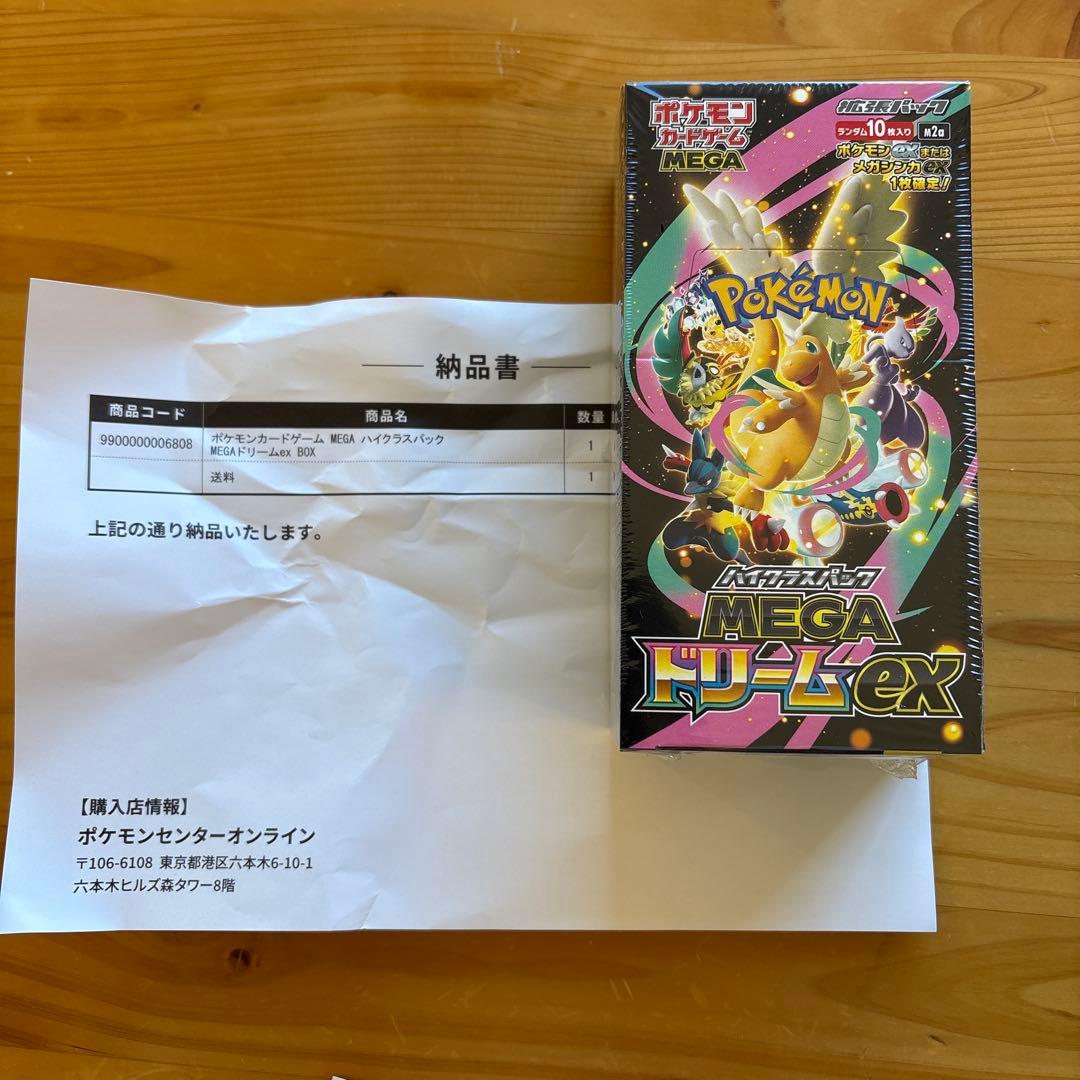 納品書
商品コード 商品名 数量
9900000006808 ポケモンカードゲーム MEGA ハイクラスパック
MEGAドリームex BOX 1
送料 1
上記の通り納品いたします。
【購入店情報】
ポケモンセンターオンライン
〒106-6108 東京都港区六本木6-10-1
六本木ヒルズ森タワー8階
ポケモン
カードゲーム
MEGA
拡張パック
ランダム10枚入り M2a
ポケモンexまたは
メガシンカex
1枚確定!
POKéMON
ハイクラスパック
MEGA
ドリームex